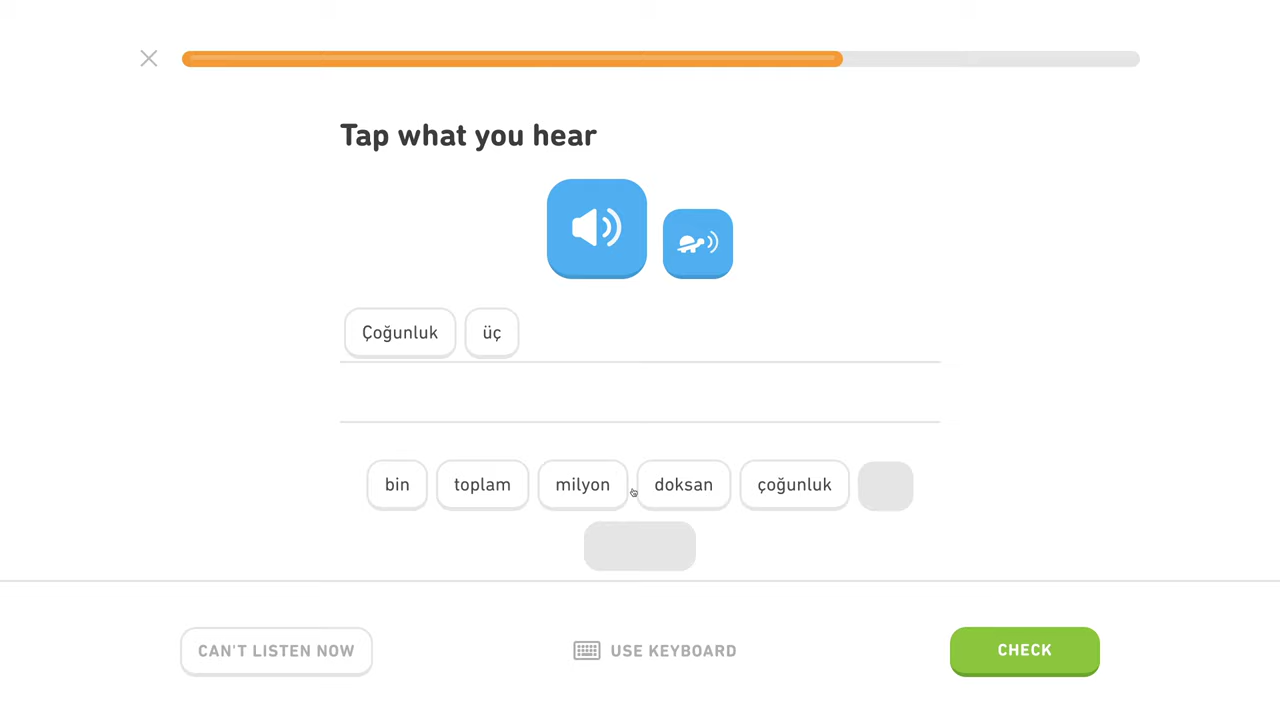 Tap what you hear
Çoğunluk üç
bin toplam milyon doksan çoğunluk
CAN'T LISTEN NOW USE KEYBOARD CHECK